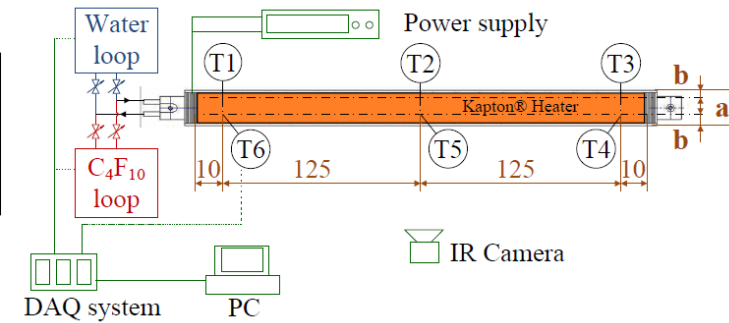 Water
loop
Power supply
T1
T2
T3
Kapton® Heater
b
a
b
T6
T5
T4
C₄F₁₀
loop
10
125
125
10
IR Camera
DAQ system
PC